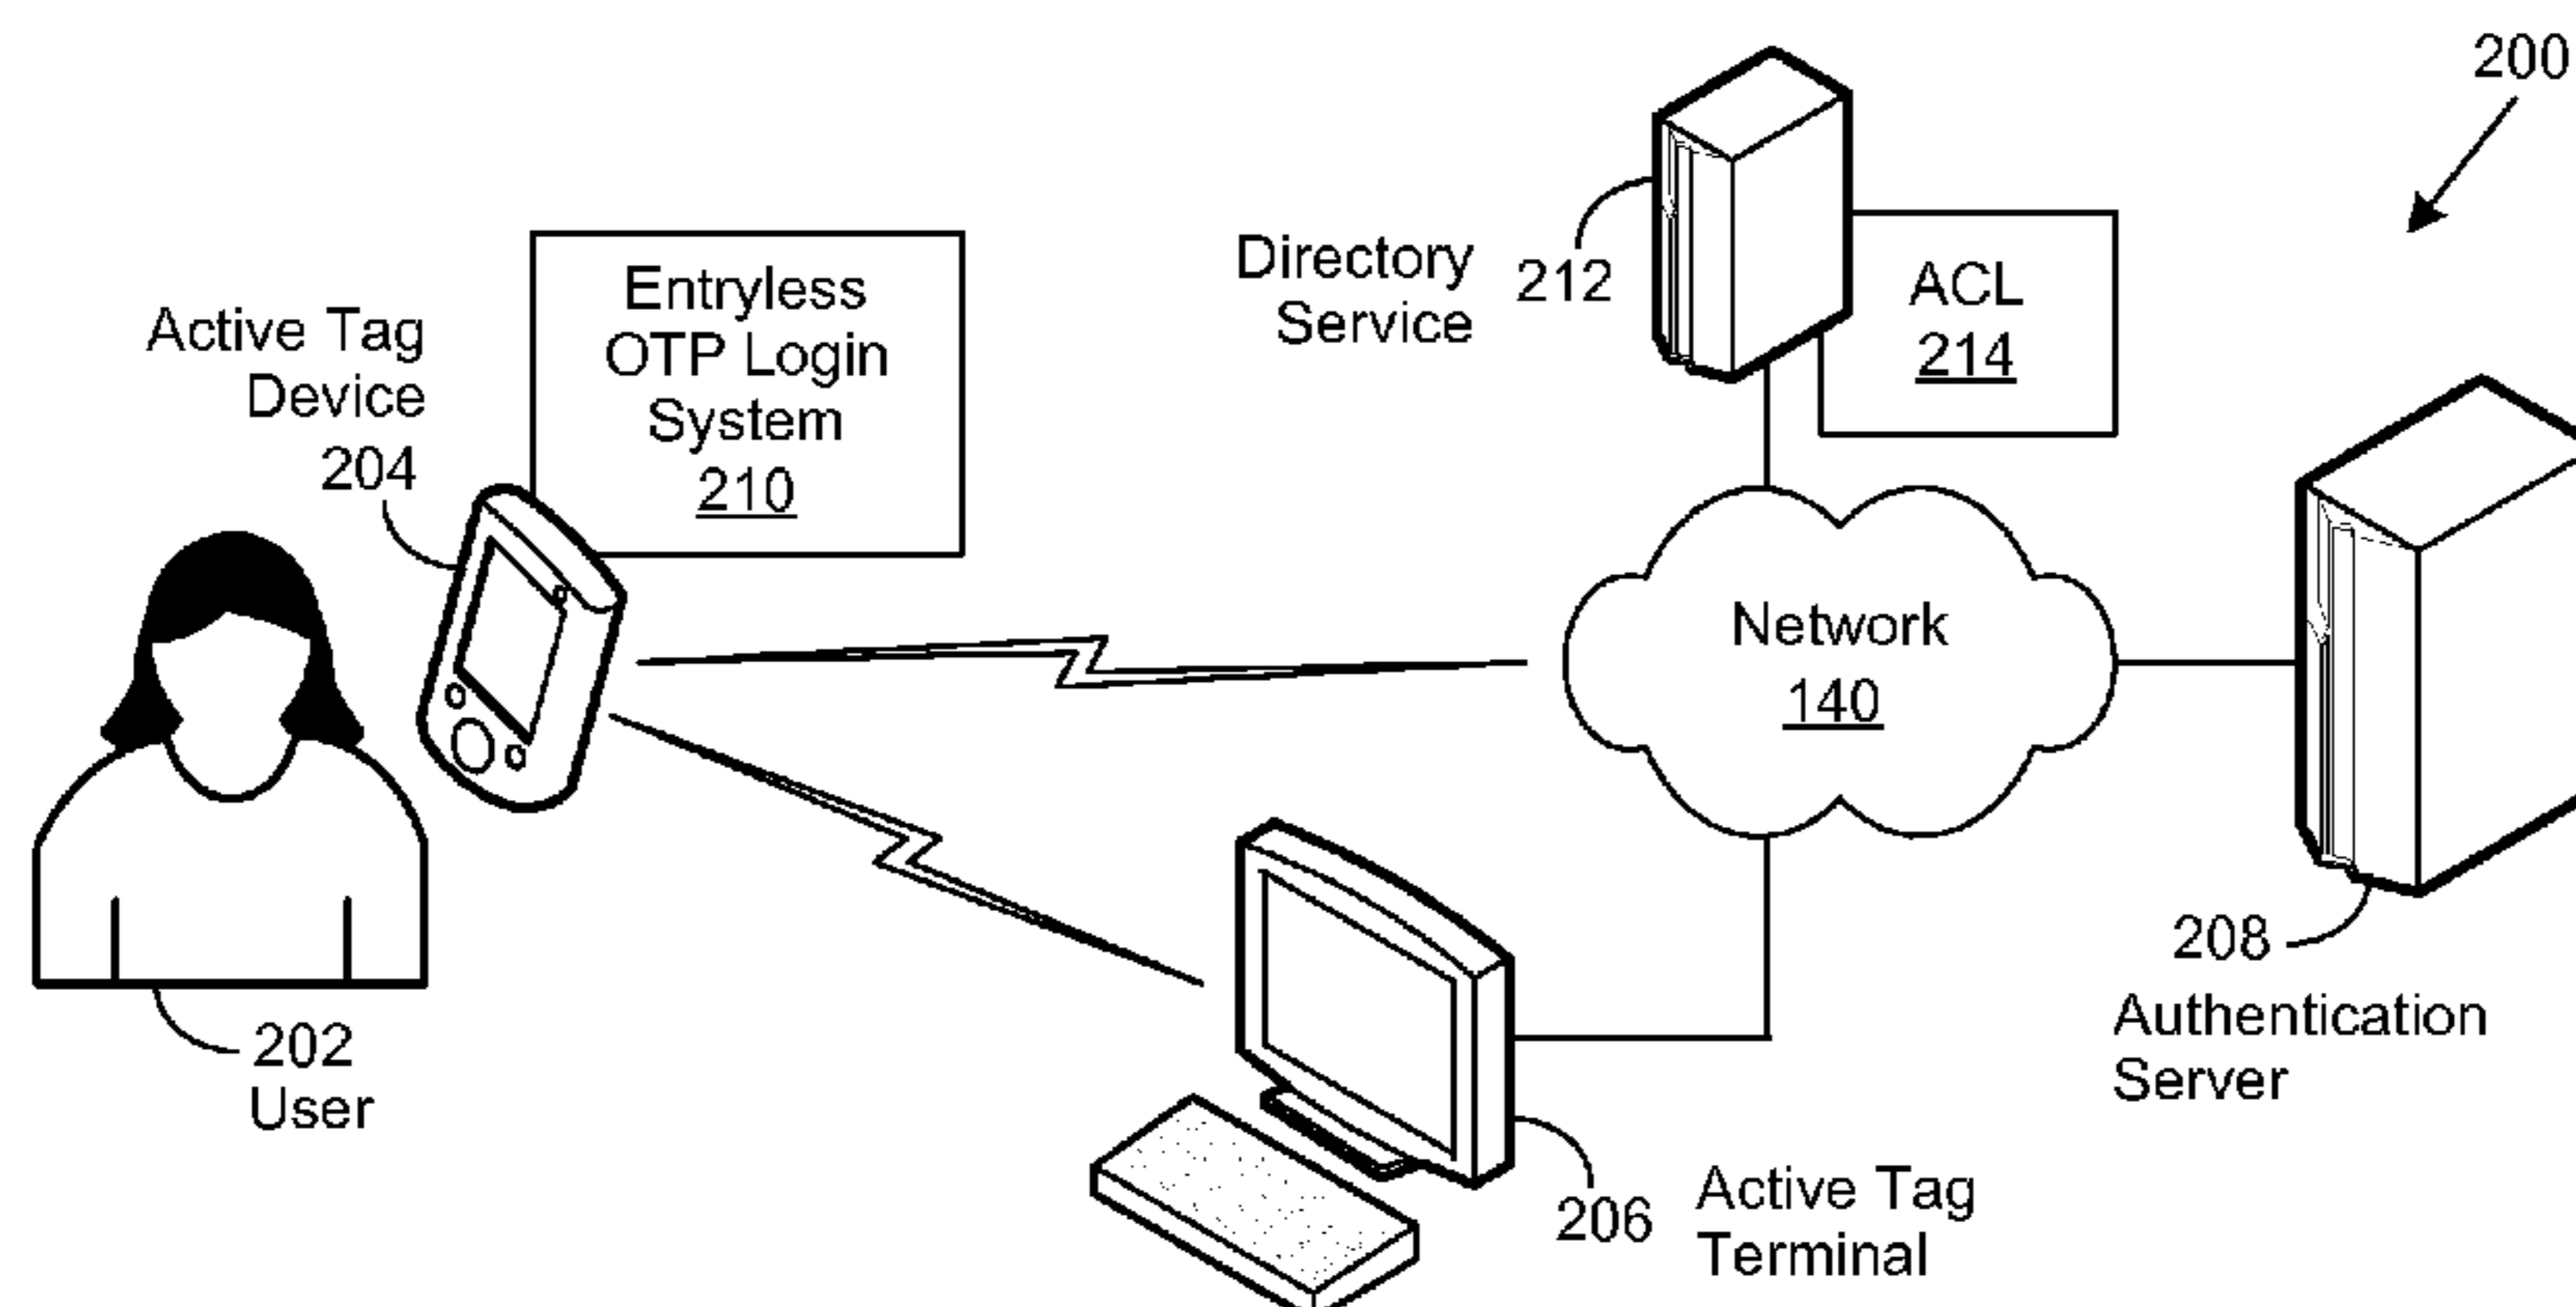 200
Directory
Service
212
ACL
214
Entryless
OTP Login
System
210
Active Tag
Device
204
Network
140
208
Authentication
Server
202
User
206
Active Tag
Terminal